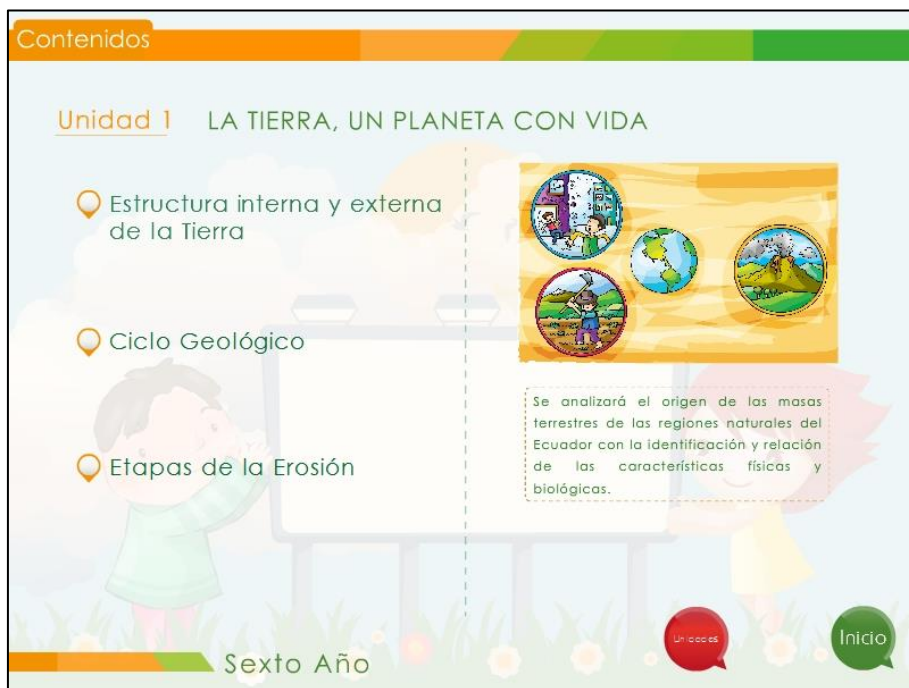 Contenidos
Unidad 1 LA TIERRA, UN PLANETA CON VIDA
Estructura interna y externa
de la Tierra
Ciclo Geológico
Etapas de la Erosión
Se analizará el origen de las masas
terrestres de las regiones naturales del
Ecuador con la identificación y relación
de las características físicas y
biológicas.
Unidades
Inicio
Sexto Año